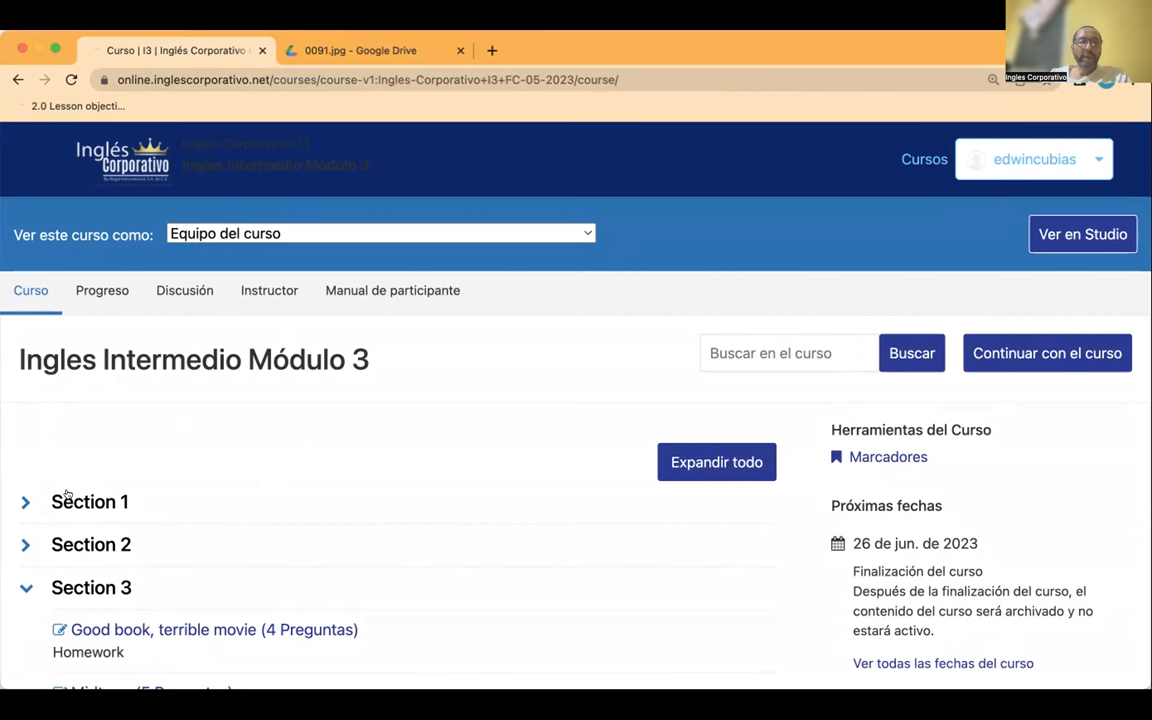 Curso | I3 | Inglés Corporativo
0091.jpg - Google Drive
Ingles Corporativo
online.inglescorporativo.net/courses/course-v1:Ingles-Corporativo+I3+FC-05-2023/course/
2.0 Lesson objecti...
Inglés
Corporativo
Ingles Intermedio Módulo 3
Cursos
edwincubias
Ver este curso como:
Equipo del curso
Ver en Studio
Curso
Progreso
Discusión
Instructor
Manual de participante
Ingles Intermedio Módulo 3
Buscar en el curso
Buscar
Continuar con el curso
Herramientas del Curso
Marcadores
Expandir todo
Section 1
Section 2
Section 3
Good book, terrible movie (4 Preguntas)
Homework
Próximas fechas
26 de jun. de 2023
Finalización del curso
Después de la finalización del curso, el
contenido del curso será archivado y no
estará activo.
Ver todas las fechas del curso